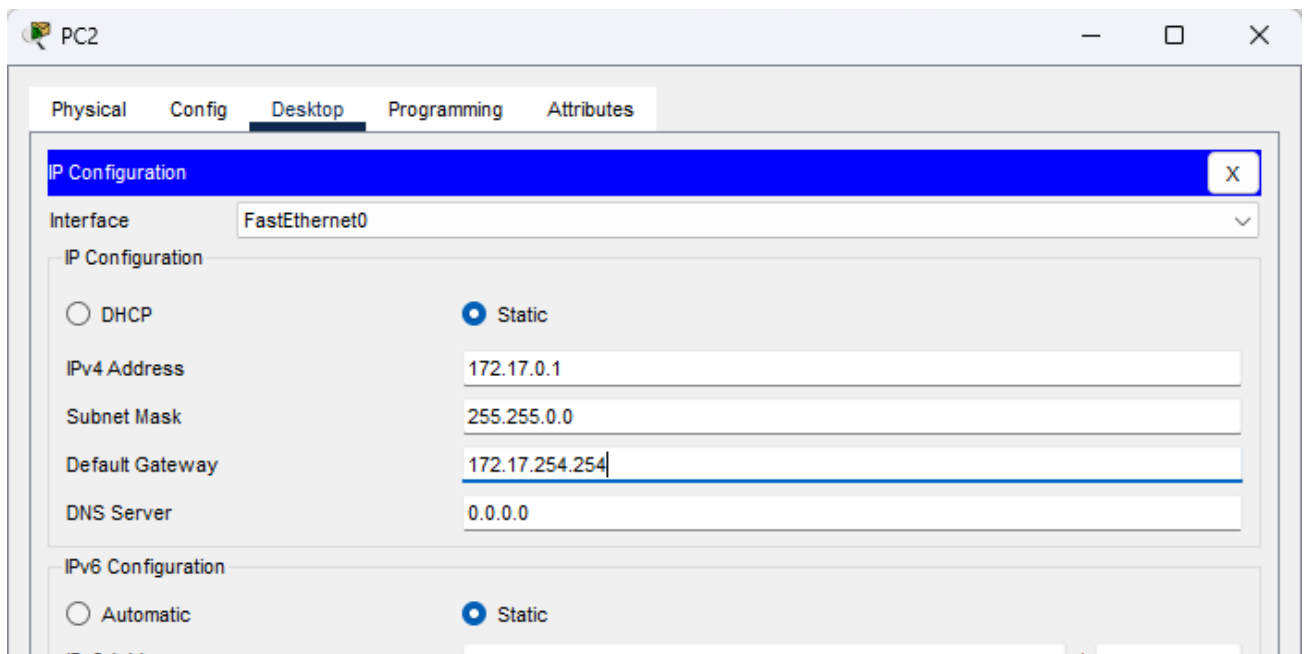 PC2
Physical Config Desktop Programming Attributes
IP Configuration X
Interface FastEthernet0
IP Configuration
DHCP Static
IPv4 Address 172.17.0.1
Subnet Mask 255.255.0.0
Default Gateway 172.17.254.254
DNS Server 0.0.0.0
IPv6 Configuration
Automatic Static